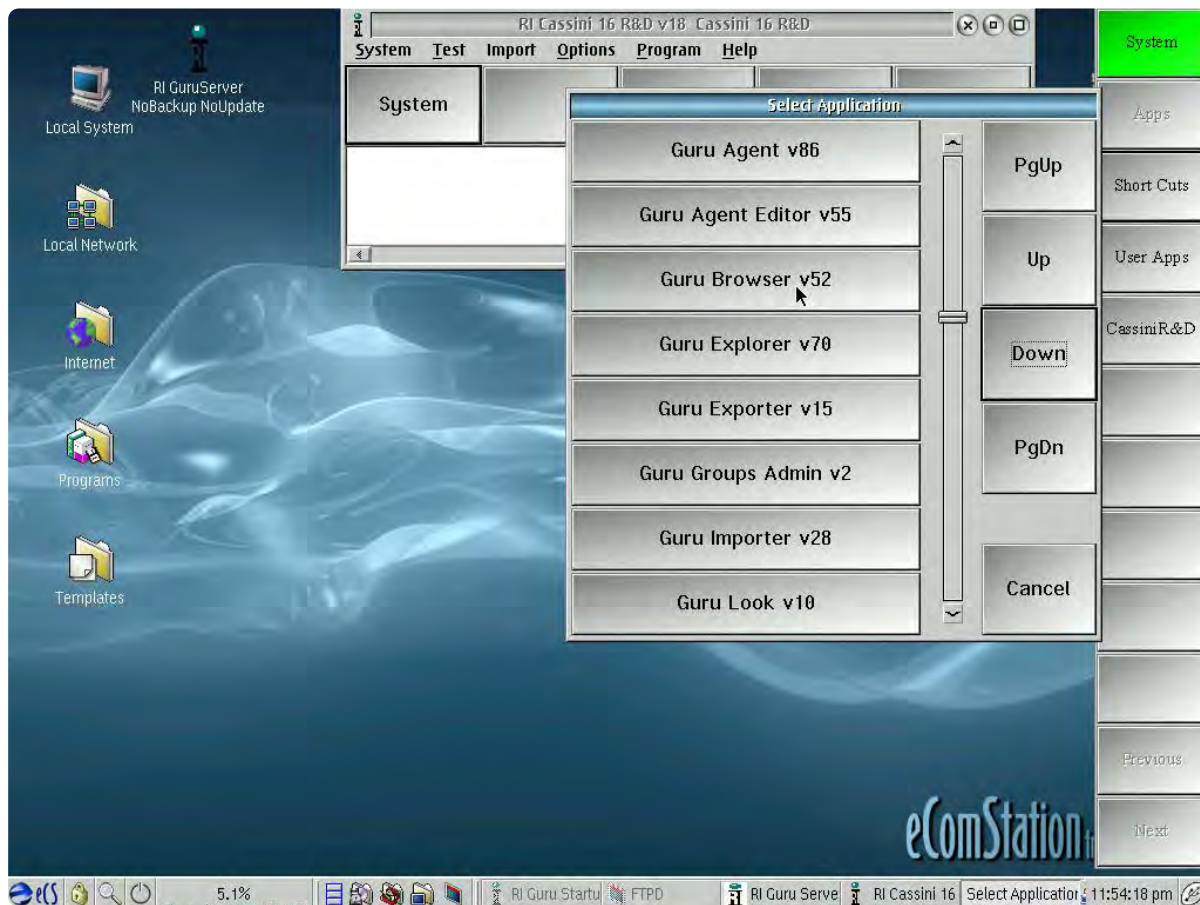 RI Cassini 16 R&D v18 Cassini 16 R&D
System Test Import Options Program Help
System
RI GuruServer
NoBackup NoUpdate
Local System
Local Network
Internet
Programs
Templates
Select Application
Guru Agent v86
Guru Agent Editor v55
Guru Browser v52
Guru Explorer v70
Guru Exporter v15
Guru Groups Admin v2
Guru Importer v28
Guru Look v10
PgUp
Up
Down
PgDn
Cancel
System
Apps
Short Cuts
User Apps
CassiniR&D
Previous
Next
eComStation
eCS
5.1%
RI Guru Startu
FTPD
RI Guru Serve
RI Cassini 16
Select Application
11:54:18 pm